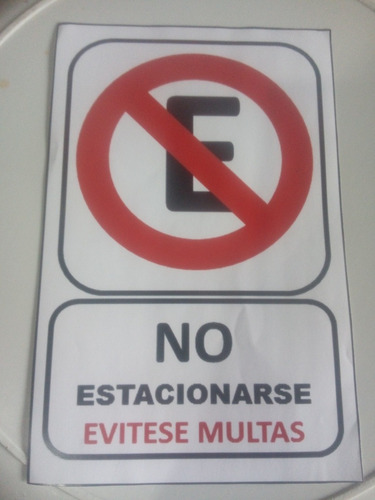 E
NO
ESTACIONARSE
EVITESE MULTAS